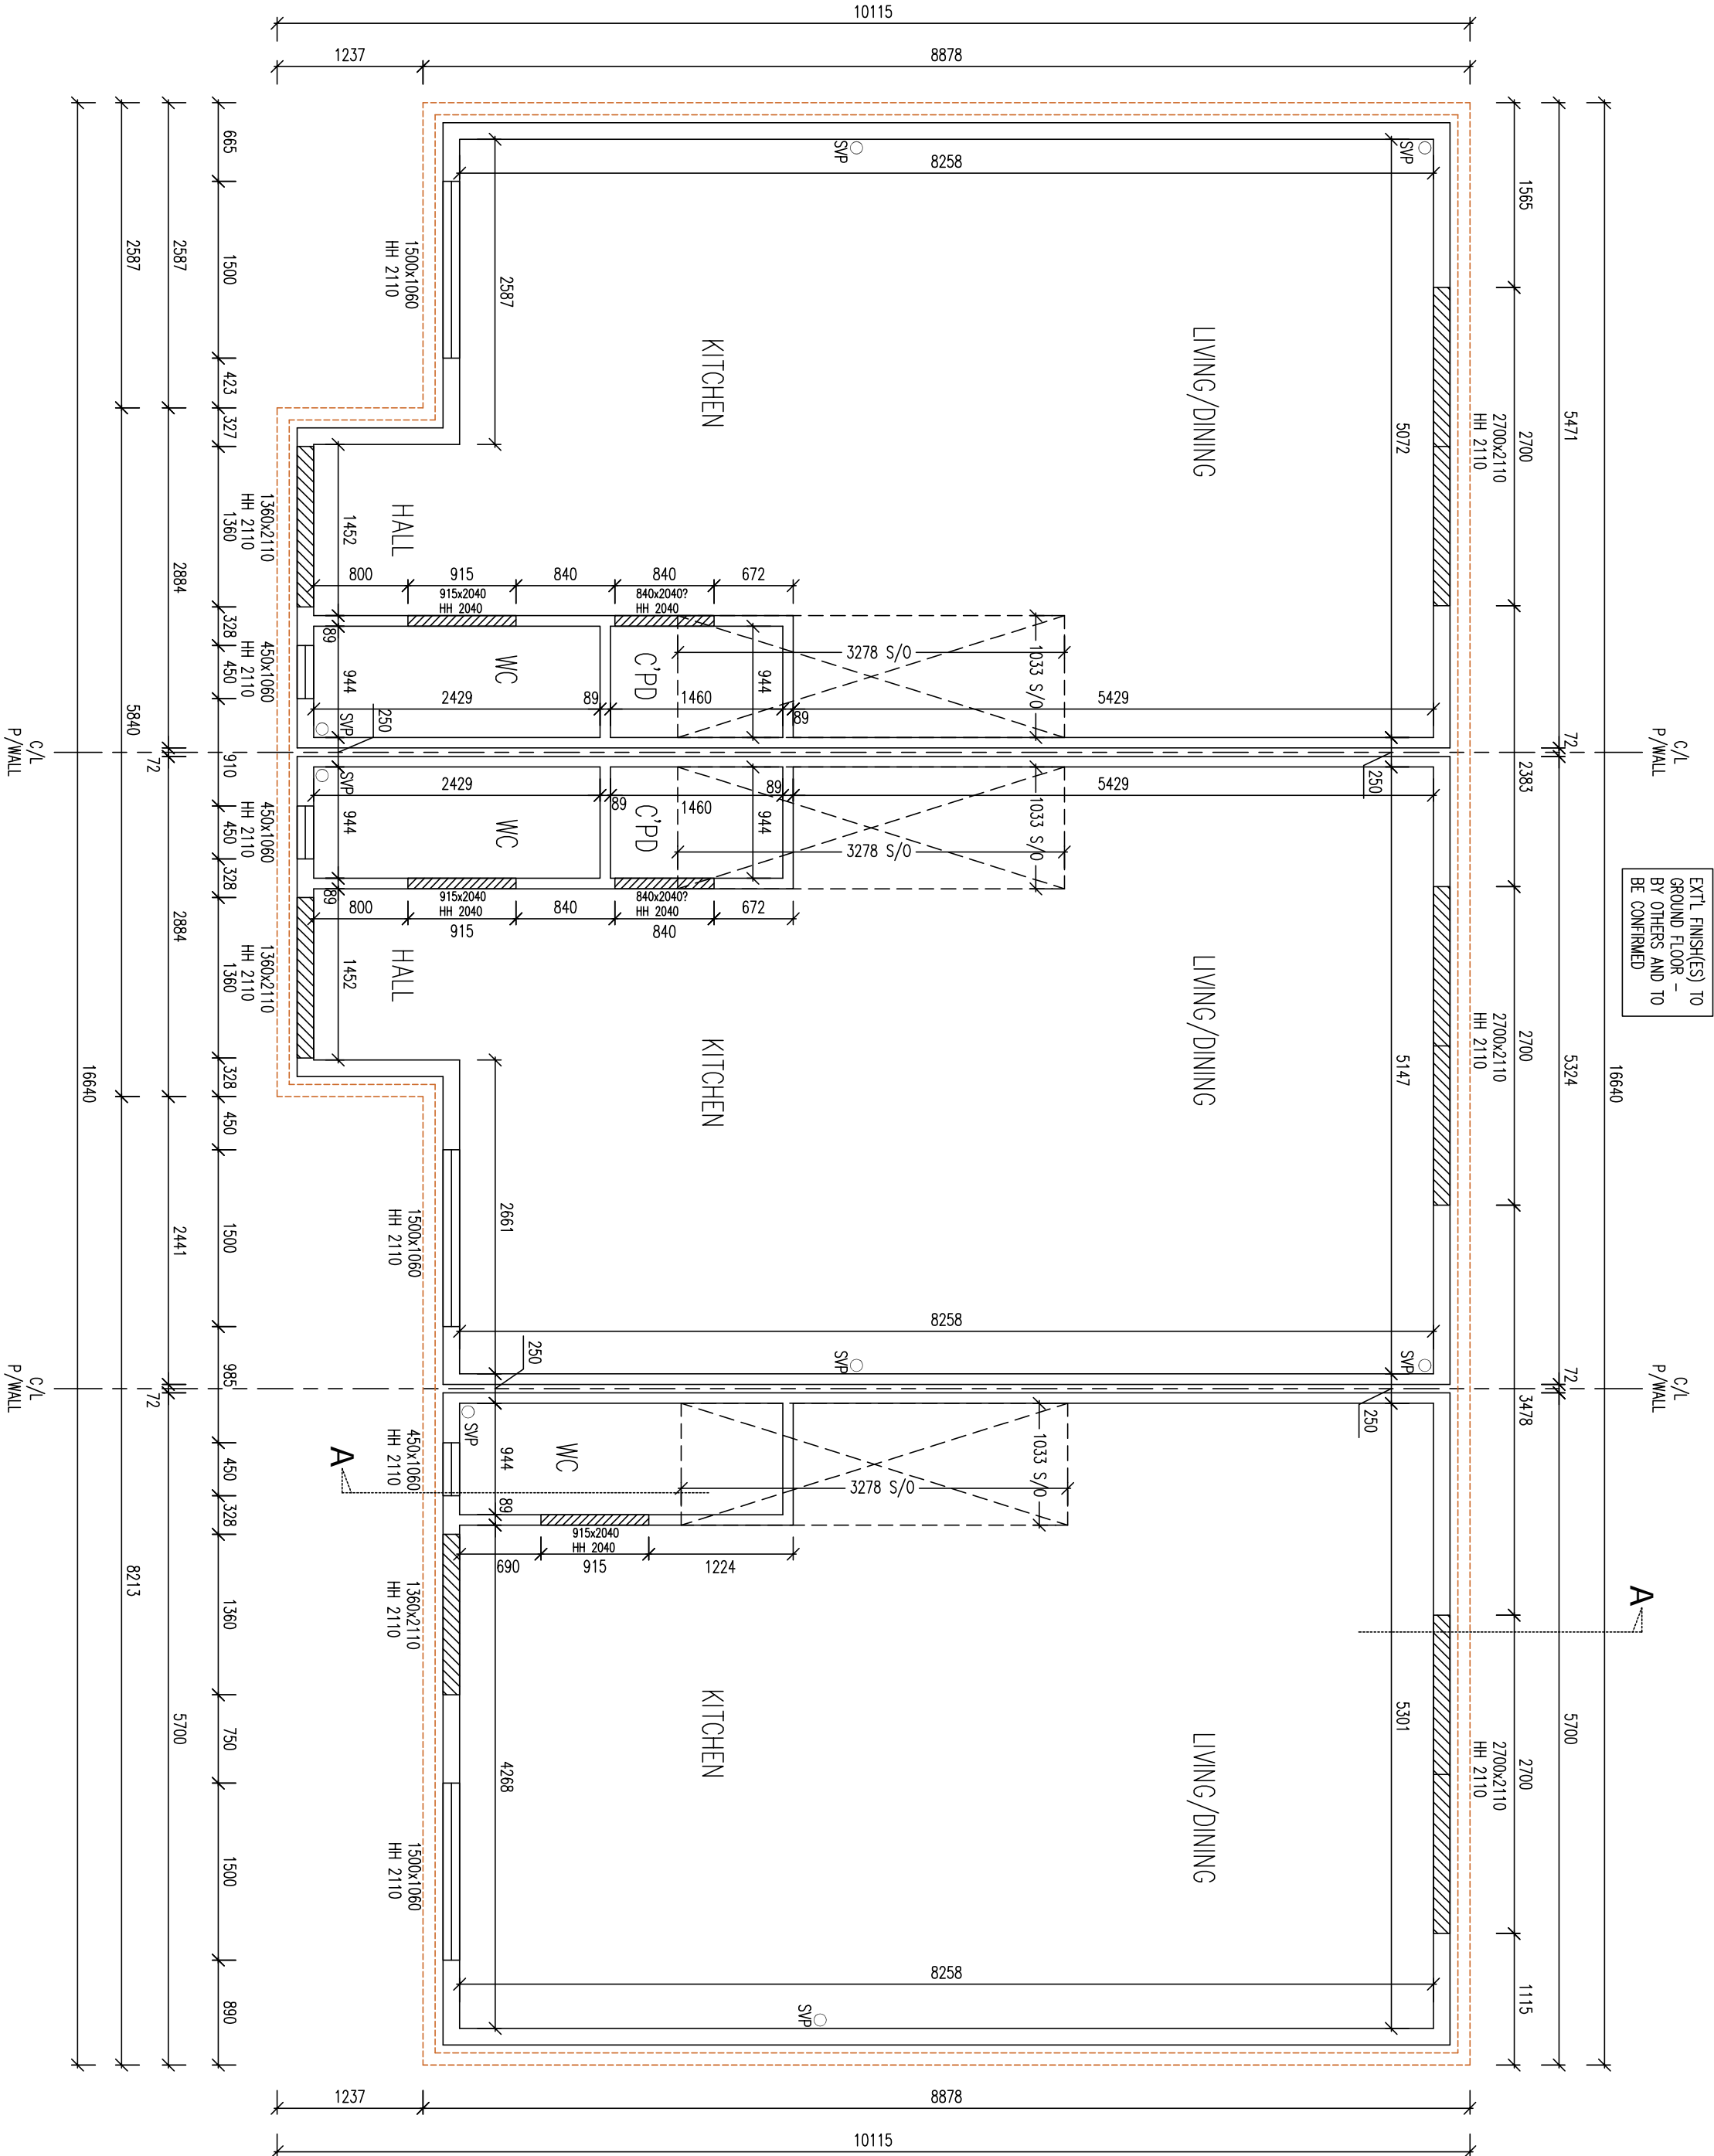 10115
1237
8878
16640
5471
72
5324
72
5700
1565
2700
2383
2700
3478
2700
1115
2700x2110
HH 2110
2700x2110
HH 2110
2700x2110
HH 2110
C/L
P/WALL
C/L
P/WALL
EXT'L FINISH(ES) TO
GROUND FLOOR -
BY OTHERS AND TO
BE CONFIRMED
A
SVP
SVP
8258
5072
250
5147
250
5301
LIVING/DINING
LIVING/DINING
LIVING/DINING
KITCHEN
KITCHEN
KITCHEN
5429
1033 S/O
3278 S/O
5429
1033 S/O
3278 S/O
1033 S/O
3278 S/O
8258
SVP
SVP
8258
SVP
672
840
840
915
800
840x2040?
HH 2040
915x2040
HH 2040
89
944
1460
89
2429
C'PD
WC
89
944
SVP
250
89
944
1460
89
2429
C'PD
WC
SVP
944
89
672
840
840
915
800
840x2040?
HH 2040
915x2040
HH 2040
HALL
HALL
1452
1452
2587
2661
250
SVP
944
89
WC
4268
915x2040
HH 2040
690
915
1224
A
1500x1060
HH 2110
1360x2110
HH 2110
450x1060
HH 2110
450x1060
HH 2110
1360x2110
HH 2110
1500x1060
HH 2110
450x1060
HH 2110
1360x2110
HH 2110
1500x1060
HH 2110
665
1500
423
327
1360
328
450
910
450
328
1360
328
450
1500
985
450
328
1360
750
1500
890
2587
2884
72
2884
2441
72
5700
2587
5840
8213
16640
C/L
P/WALL
C/L
P/WALL
1237
8878
10115